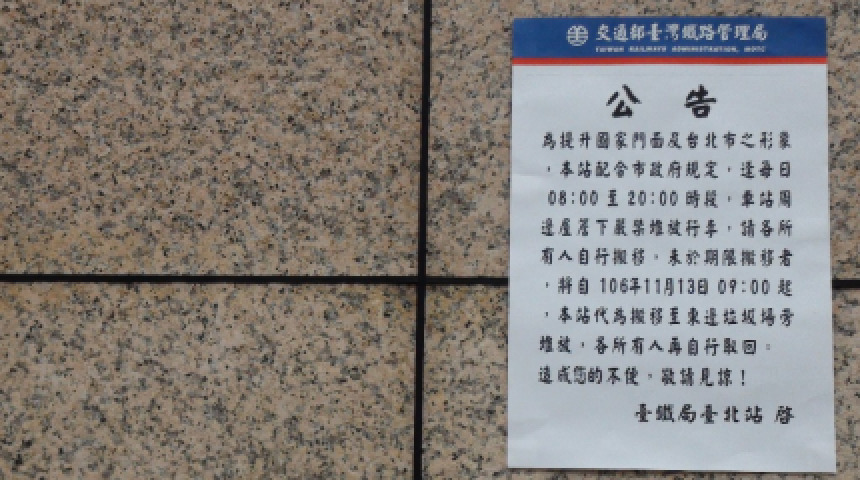 交通部臺灣鐵路管理局
TAIWAN RAILWAYS ADMINISTRATION, MOTC
公告
為提升國家門面及台北市之形象
，本站配合市政府規定，逢每日
08:00 至 20:00 時段，車站周
邊屋簷下嚴禁堆被行李，請各所
有人自行搬移。未於期限搬移者
，將自 106年11月13日 09:00 起
，本站代為搬移至東邊垃圾場旁
堆放，各所有人再自行取回。
造成您的不便，敬請見諒！
臺鐵局臺北站 啓